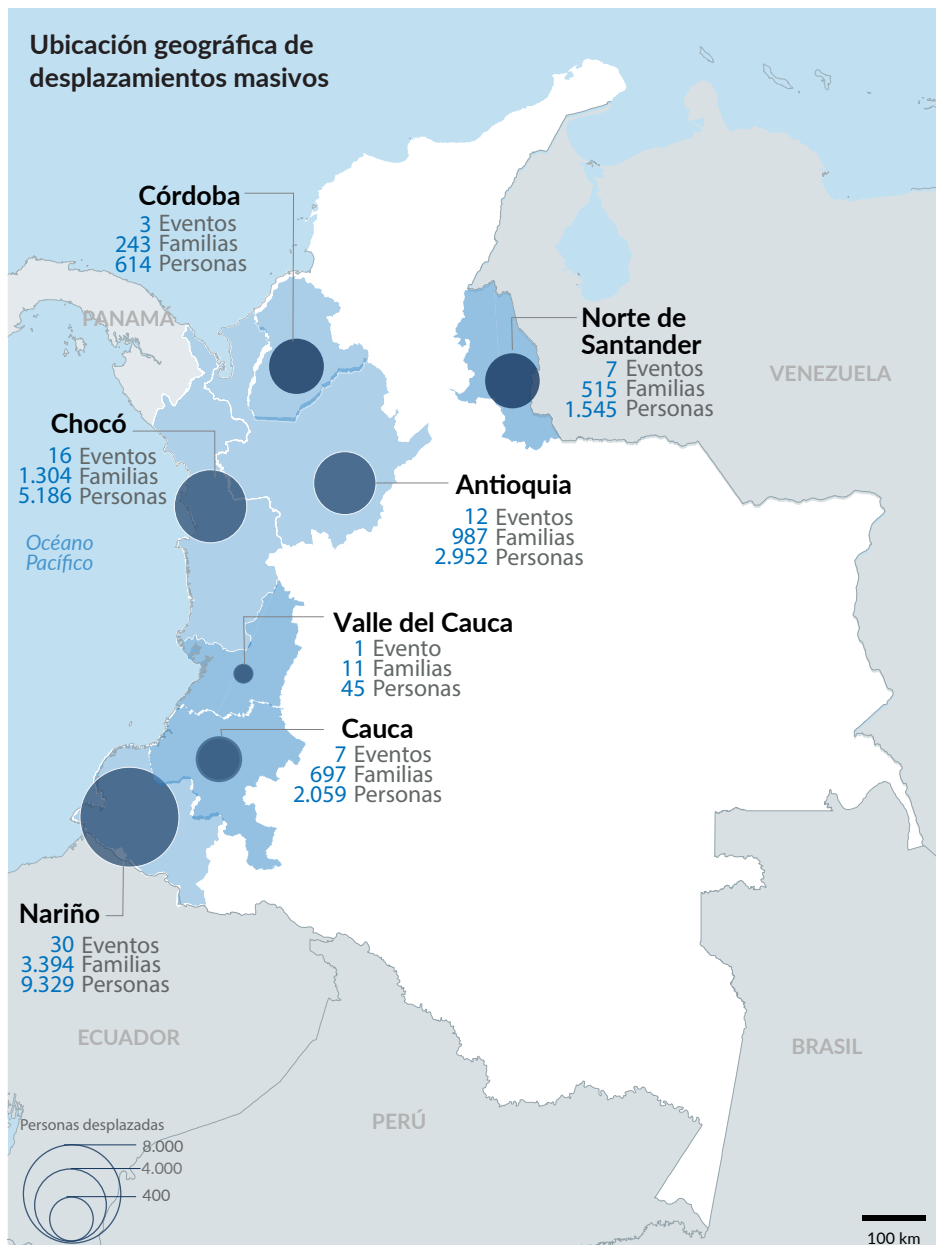 Ubicación geográfica de
desplazamientos masivos
Córdoba
3 Eventos
243 Familias
614 Personas
PANAMÁ
Norte de
Santander
7 Eventos
515 Familias
1.545 Personas
VENEZUELA
Chocó
16 Eventos
1.304 Familias
5.186 Personas
Antioquia
12 Eventos
987 Familias
2.952 Personas
Océano
Pacífico
Valle del Cauca
1 Evento
11 Familias
45 Personas
Cauca
7 Eventos
697 Familias
2.059 Personas
Nariño
30 Eventos
3.394 Familias
9.329 Personas
ECUADOR
BRASIL
PERÚ
Personas desplazadas
8.000
4.000
400
100 km